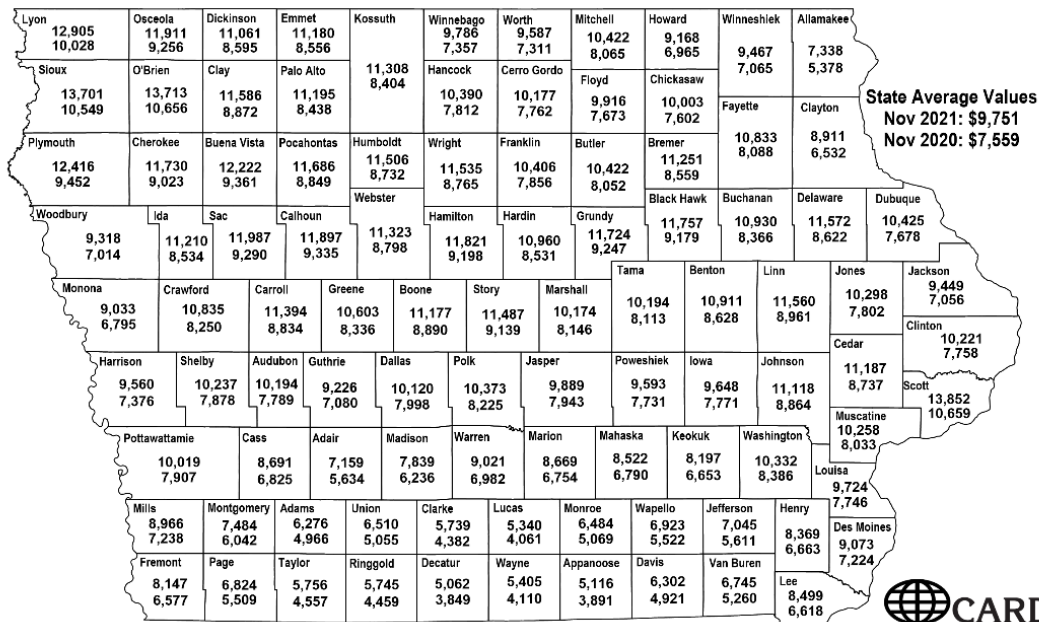 Lyon
12,905
10,028
Osceola
11,911
9,256
Dickinson
11,061
8,595
Emmet
11,180
8,556
Kossuth
11,308
8,404
Winnebago
9,786
7,357
Worth
9,587
7,311
Mitchell
10,422
8,065
Howard
9,168
6,965
Winneshiek
9,467
7,065
Allamakee
7,338
5,378
Sioux
13,701
10,549
O'Brien
13,713
10,656
Clay
11,586
8,872
Palo Alto
11,195
8,438
Hancock
10,390
7,812
Cerro Gordo
10,177
7,762
Floyd
9,916
7,673
Chickasaw
10,003
7,602
Fayette
10,833
8,088
Clayton
8,911
6,532
State Average Values
Nov 2021: $9,751
Nov 2020: $7,559
Plymouth
12,416
9,452
Cherokee
11,730
9,023
Buena Vista
12,222
9,361
Pocahontas
11,686
8,849
Humboldt
11,506
8,732
Wright
11,535
8,765
Franklin
10,406
7,856
Butler
10,422
8,052
Bremer
11,251
8,559
Woodbury
9,318
7,014
Ida
11,210
8,534
Sac
11,987
9,290
Calhoun
11,897
9,335
Webster
11,323
8,798
Hamilton
11,821
9,198
Hardin
10,960
8,531
Grundy
11,724
9,247
Black Hawk
11,757
9,179
Buchanan
10,930
8,366
Delaware
11,572
8,622
Dubuque
10,425
7,678
Monona
9,033
6,795
Crawford
10,835
8,250
Carroll
11,394
8,834
Greene
10,603
8,336
Boone
11,177
8,890
Story
11,487
9,139
Marshall
10,174
8,146
Tama
10,194
8,113
Benton
10,911
8,628
Linn
11,560
8,961
Jones
10,298
7,802
Jackson
9,449
7,056
Clinton
10,221
7,758
Harrison
9,560
7,376
Shelby
10,237
7,878
Audubon
10,194
7,789
Guthrie
9,226
7,080
Dallas
10,120
7,998
Polk
10,373
8,225
Jasper
9,889
7,943
Poweshiek
9,593
7,731
Iowa
9,648
7,771
Johnson
11,118
8,864
Cedar
11,187
8,737
Scott
13,852
10,659
Muscatine
10,258
8,033
Pottawattamie
10,019
7,907
Cass
8,691
6,825
Adair
7,159
5,634
Madison
7,839
6,236
Warren
9,021
6,982
Marion
8,669
6,754
Mahaska
8,522
6,790
Keokuk
8,197
6,653
Washington
10,332
8,386
Louisa
9,724
7,746
Mills
8,966
7,238
Montgomery
7,484
6,042
Adams
6,276
4,966
Union
6,510
5,055
Clarke
5,739
4,382
Lucas
5,340
4,061
Monroe
6,484
5,069
Wapello
6,923
5,522
Jefferson
7,045
5,611
Henry
8,369
6,663
Des Moines
9,073
7,224
Fremont
8,147
6,577
Page
6,824
5,509
Taylor
5,756
4,557
Ringgold
5,745
4,459
Decatur
5,062
3,849
Wayne
5,405
4,110
Appanoose
5,116
3,891
Davis
6,302
4,921
Van Buren
6,745
5,260
Lee
8,499
6,618
CARD